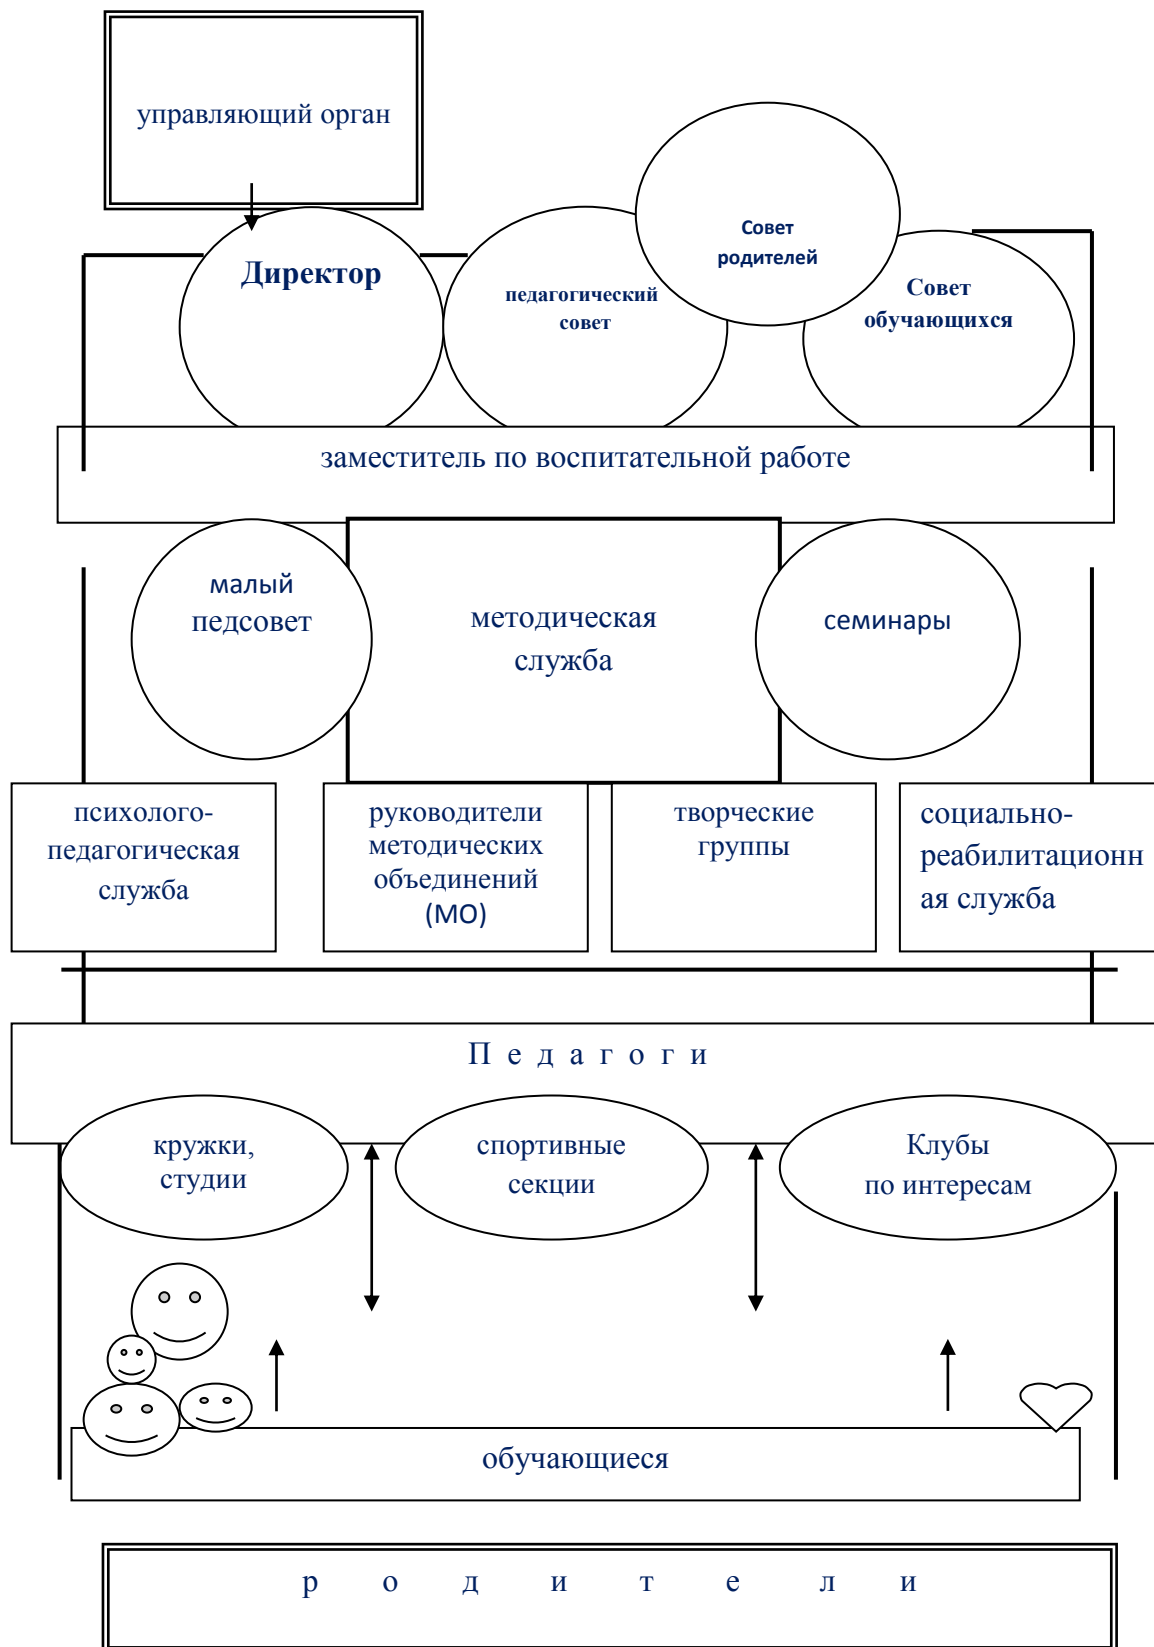 управляющий орган
Директор
педагогический
совет
Совет
родителей
Совет
обучающихся
заместитель по воспитательной работе
малый
педсовет
методическая
служба
семинары
психолого-
педагогическая
служба
руководители
методических
объединений
(МО)
творческие
группы
социально-
реабилитационн
ая служба
П е д а г о г и
кружки,
студии
спортивные
секции
Клубы
по интересам
обучающиеся
р о д и т е л и